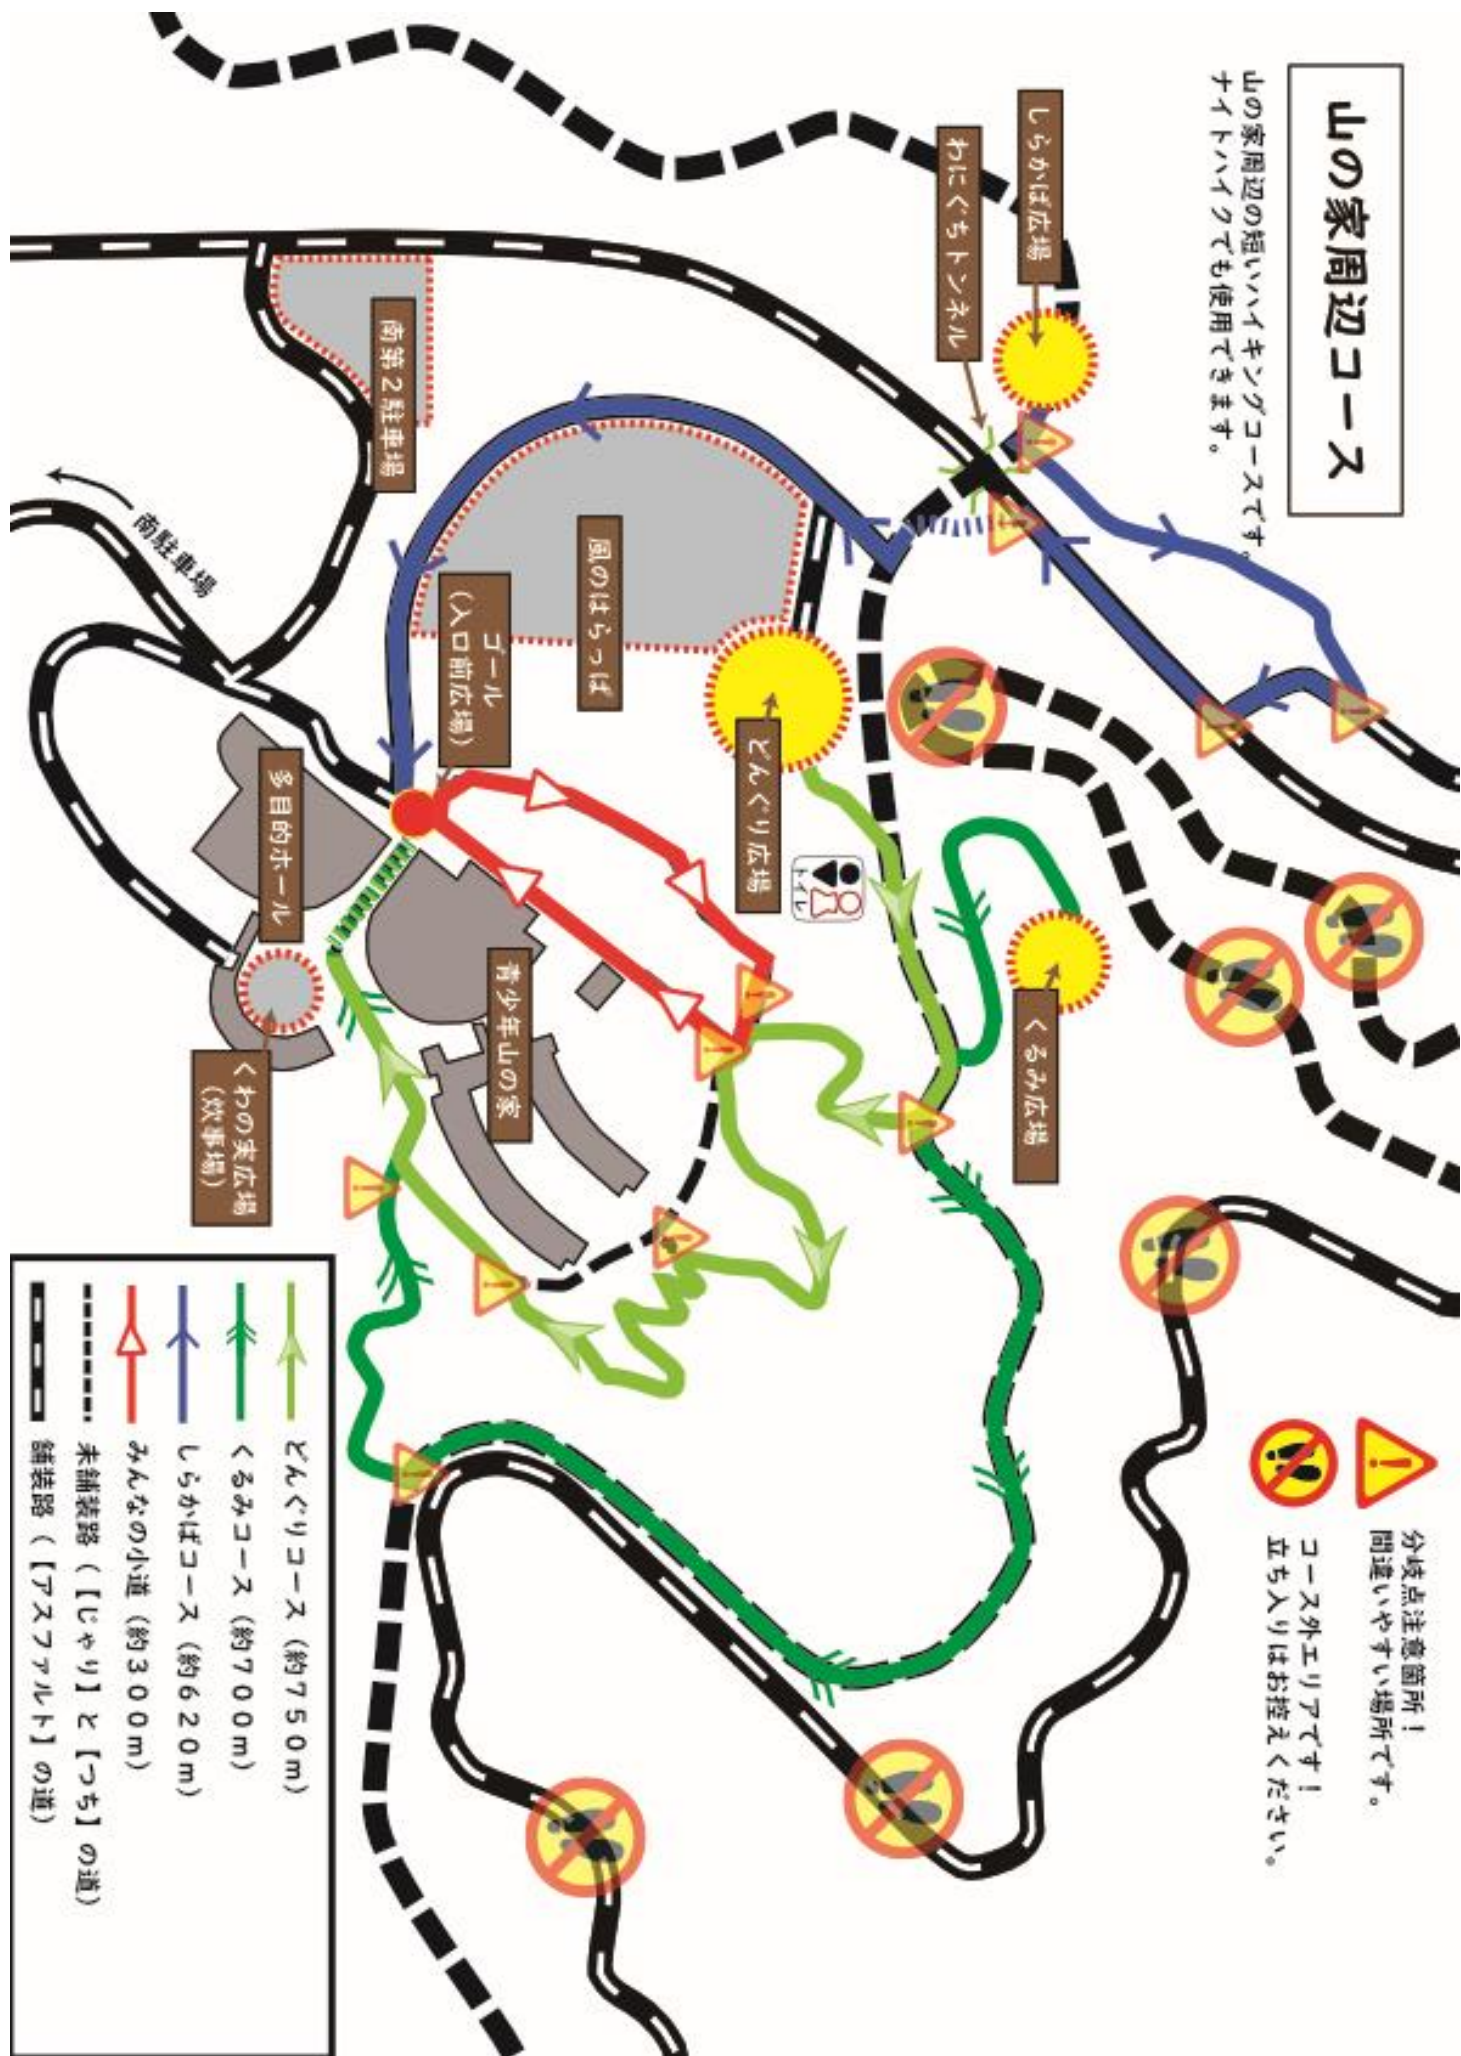 山の家周辺コース
山の家周辺の短いハイキングコースです。
ナイトハイクでも使用できます。
しらかば広場
わにぐちトンネル
南第2駐車場
南駐車場
風のはらっぱ
ゴール
(入口前広場)
どんぐり広場
トイレ
くるみ広場
多目的ホール
青少年山の家
くわの実広場
(炊事場)
分岐点注意箇所!
間違いやすい場所です。
コース外エリアです!
立ち入りはお控えください。
どんぐりコース(約750m)
くるみコース(約700m)
しらかばコース(約620m)
みんなの小道(約300m)
未舗装路(【じゃり】と【つち】の道)
舗装路(【アスファルト】の道)